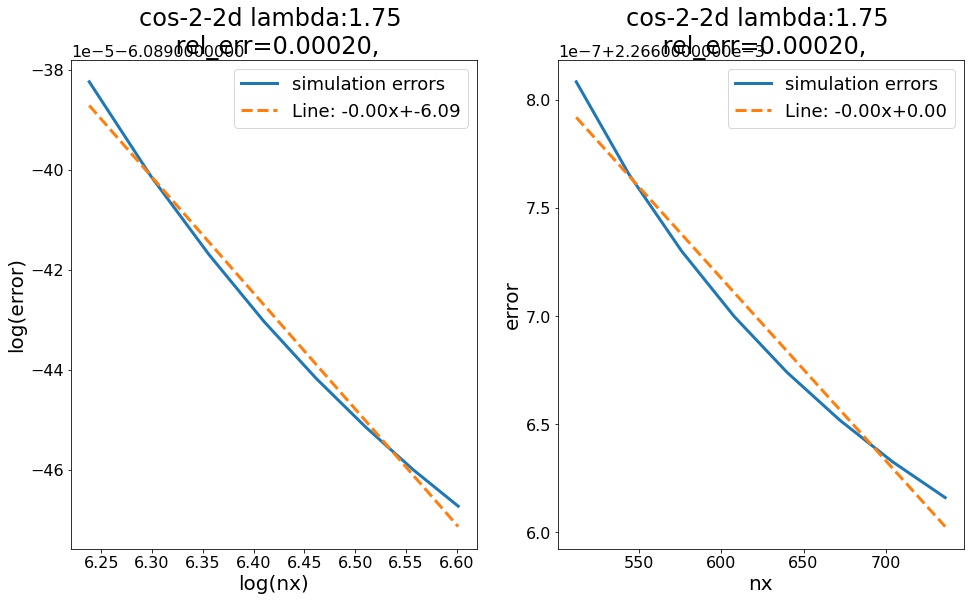 cos-2-2d lambda:1.75
rel_err=0.00020,
1e−5−6.0890000000
simulation errors
Line: -0.00x+-6.09
−38
−40
−42
−44
−46
log(error)
6.25 6.30 6.35 6.40 6.45 6.50 6.55 6.60
log(nx)
cos-2-2d lambda:1.75
rel_err=0.00020,
1e−7+2.2660000000e−3
simulation errors
Line: -0.00x+0.00
8.0
7.5
7.0
6.5
6.0
error
550 600 650 700
nx